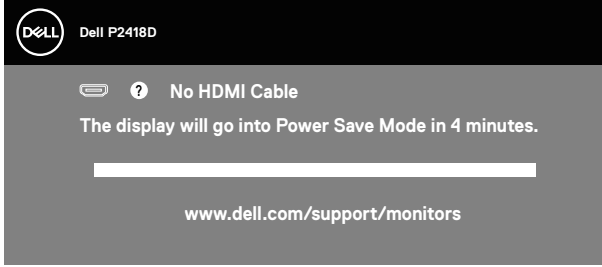 DELL
Dell P2418D
? No HDMI Cable
The display will go into Power Save Mode in 4 minutes.
www.dell.com/support/monitors